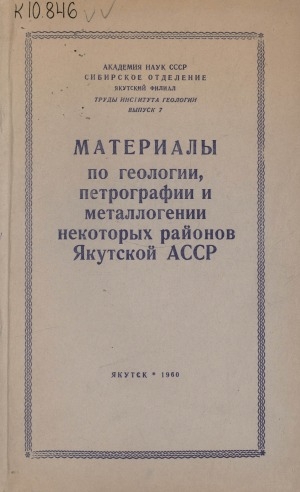 К10.846
АКАДЕМИЯ НАУК СССР
СИБИРСКОЕ ОТДЕЛЕНИЕ
ЯКУТСКИЙ ФИЛИАЛ
ТРУДЫ ИНСТИТУТА ГЕОЛОГИИ
ВЫПУСК 7
МАТЕРИАЛЫ
по геологии,
петрографии и
металлогении
некоторых районов
Якутской АССР
ЯКУТСК * 1960